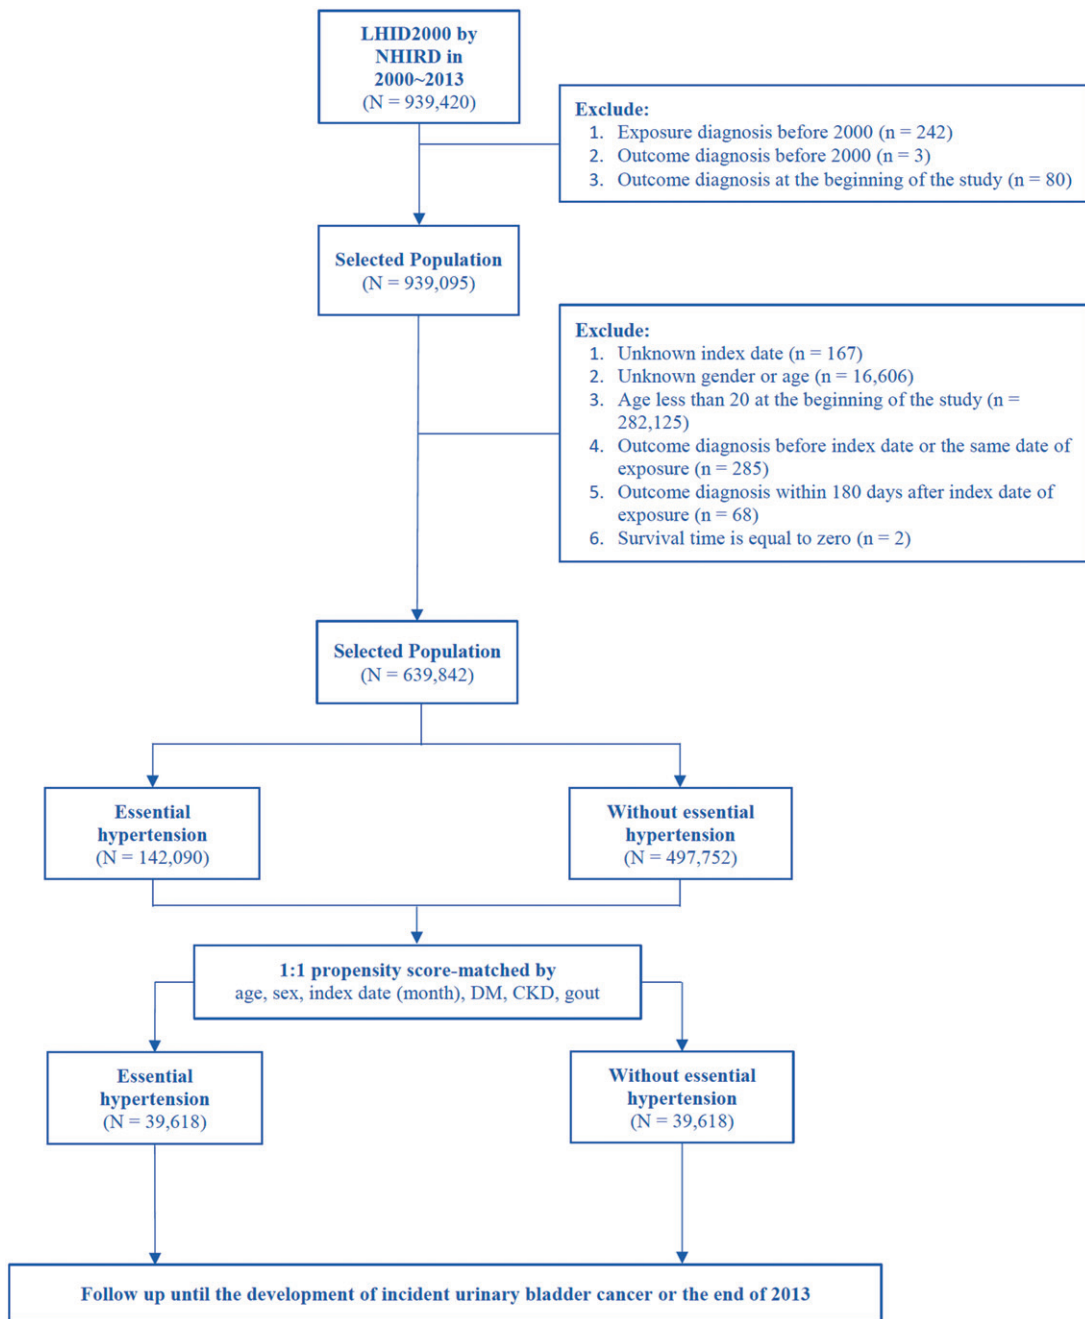 LHID2000 by
NHIRD in
2000~2013
(N = 939,420)
Exclude:
1. Exposure diagnosis before 2000 (n = 242)
2. Outcome diagnosis before 2000 (n = 3)
3. Outcome diagnosis at the beginning of the study (n = 80)
Selected Population
(N = 939,095)
Exclude:
1. Unknown index date (n = 167)
2. Unknown gender or age (n = 16,606)
3. Age less than 20 at the beginning of the study (n =
282,125)
4. Outcome diagnosis before index date or the same date of
exposure (n = 285)
5. Outcome diagnosis within 180 days after index date of
exposure (n = 68)
6. Survival time is equal to zero (n = 2)
Selected Population
(N = 639,842)
Essential
hypertension
(N = 142,090)
Without essential
hypertension
(N = 497,752)
1:1 propensity score-matched by
age, sex, index date (month), DM, CKD, gout
Essential
hypertension
(N = 39,618)
Without essential
hypertension
(N = 39,618)
Follow up until the development of incident urinary bladder cancer or the end of 2013